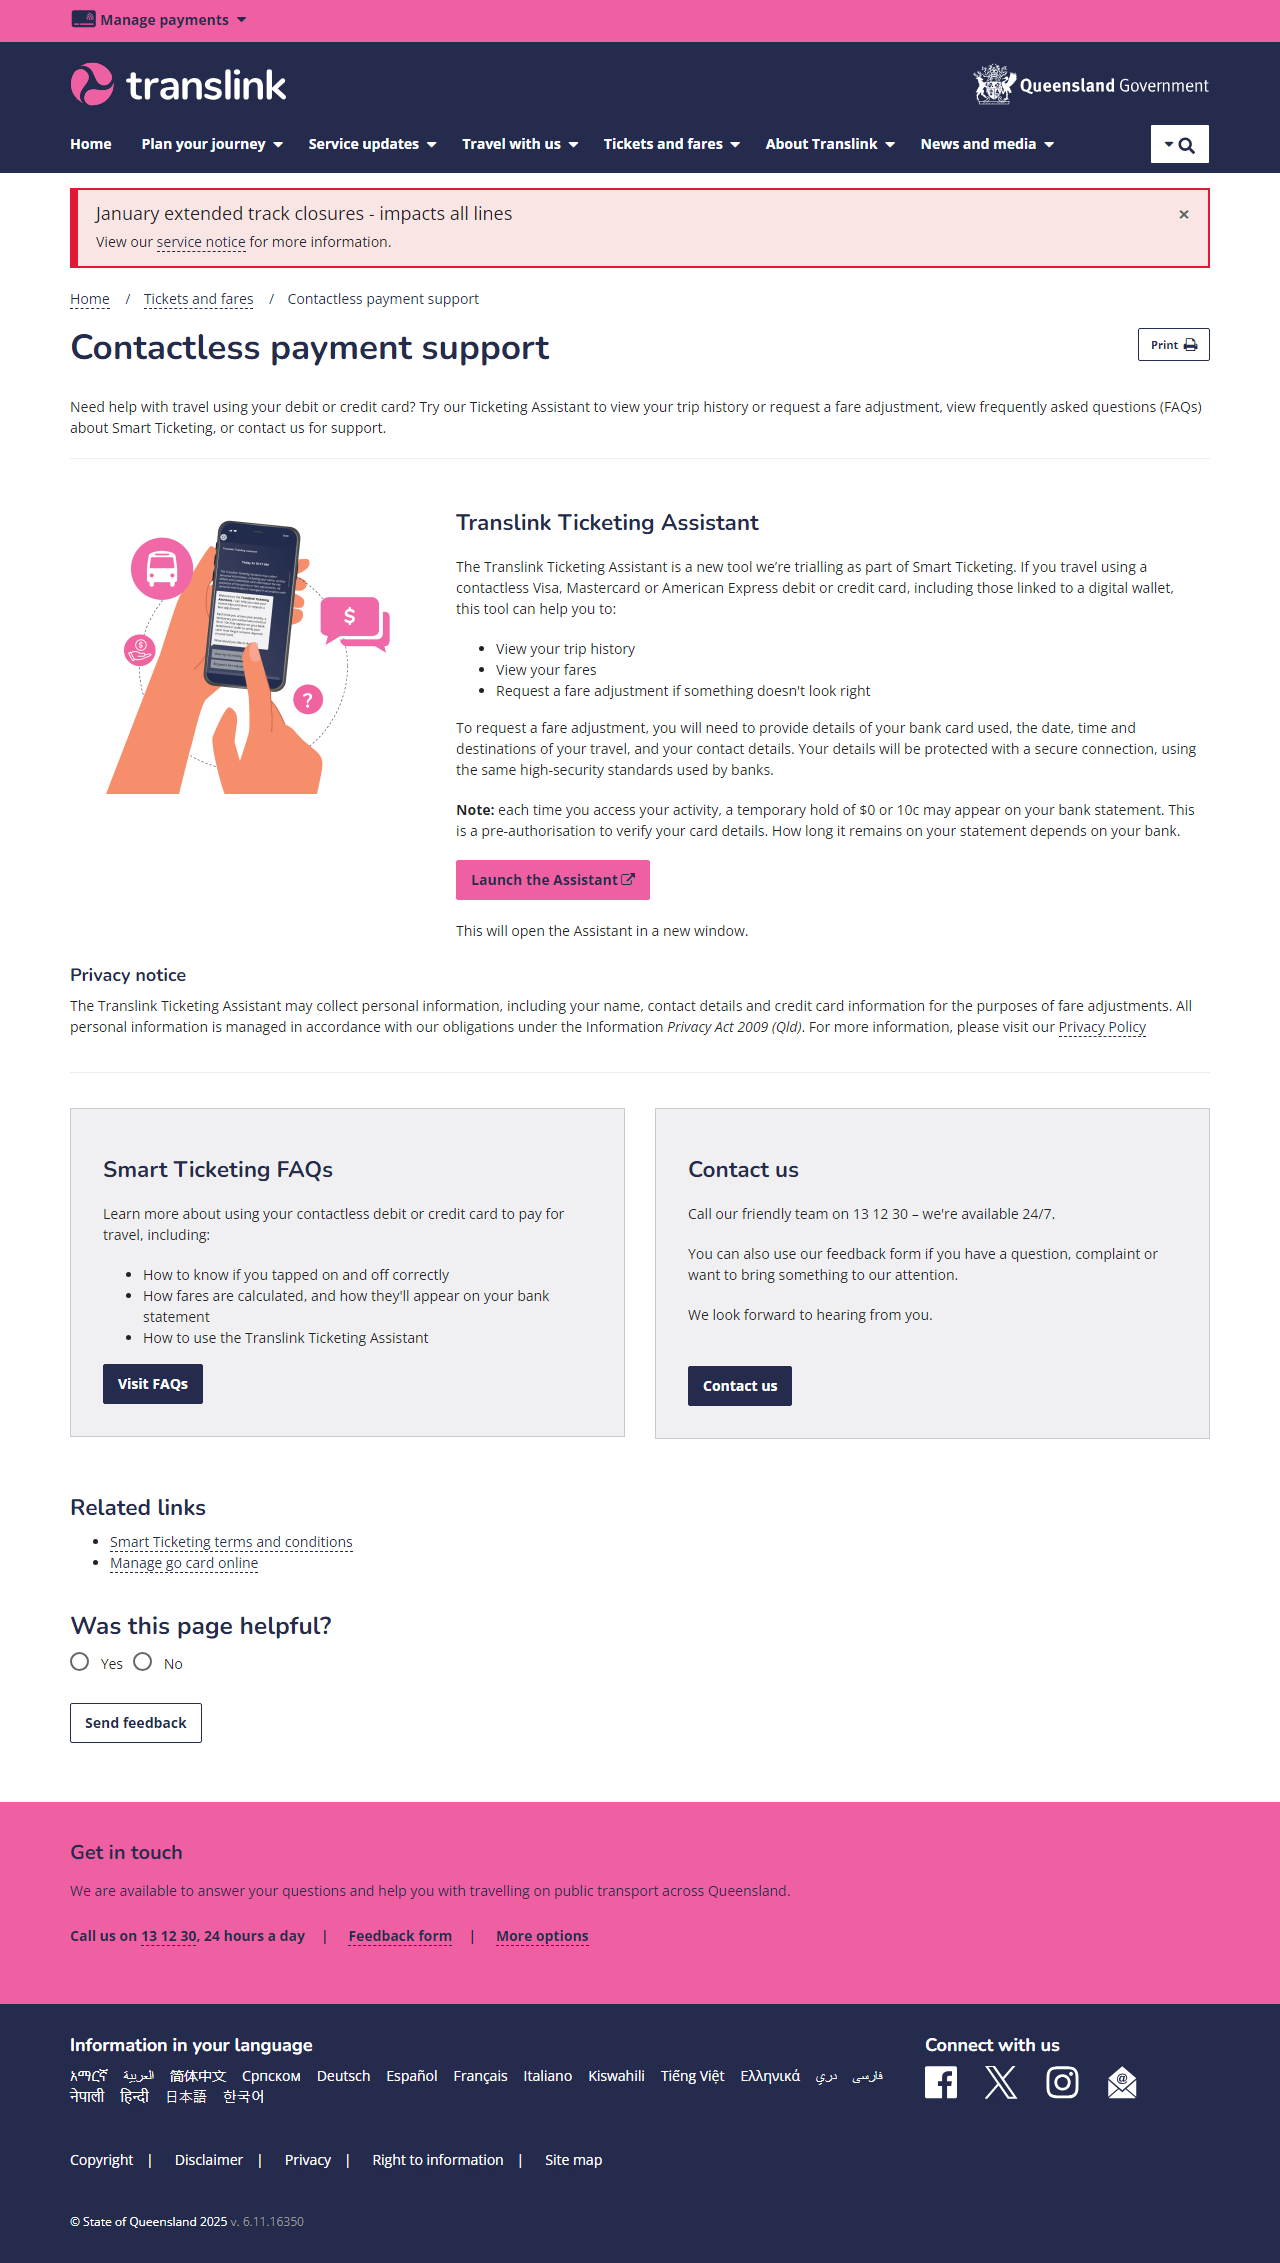 Manage payments
translink
Queensland Government
Home Plan your journey Service updates Travel with us Tickets and fares About Translink News and media
January extended track closures - impacts all lines ×
View our service notice for more information.
Home / Tickets and fares / Contactless payment support
Contactless payment support
Print
Need help with travel using your debit or credit card? Try our Ticketing Assistant to view your trip history or request a fare adjustment, view frequently asked questions (FAQs)
about Smart Ticketing, or contact us for support.
$
$
?
Translink Ticketing Assistant
The Translink Ticketing Assistant is a new tool we’re trialling as part of Smart Ticketing. If you travel using a
contactless Visa, Mastercard or American Express debit or credit card, including those linked to a digital wallet,
this tool can help you to:
• View your trip history
• View your fares
• Request a fare adjustment if something doesn't look right
To request a fare adjustment, you will need to provide details of your bank card used, the date, time and
destinations of your travel, and your contact details. Your details will be protected with a secure connection, using
the same high-security standards used by banks.
Note: each time you access your activity, a temporary hold of $0 or 10c may appear on your bank statement. This
is a pre-authorisation to verify your card details. How long it remains on your statement depends on your bank.
Launch the Assistant
This will open the Assistant in a new window.
Privacy notice
The Translink Ticketing Assistant may collect personal information, including your name, contact details and credit card information for the purposes of fare adjustments. All
personal information is managed in accordance with our obligations under the Information Privacy Act 2009 (Qld). For more information, please visit our Privacy Policy
Smart Ticketing FAQs
Learn more about using your contactless debit or credit card to pay for
travel, including:
• How to know if you tapped on and off correctly
• How fares are calculated, and how they'll appear on your bank
statement
• How to use the Translink Ticketing Assistant
Visit FAQs
Contact us
Call our friendly team on 13 12 30 – we're available 24/7.
You can also use our feedback form if you have a question, complaint or
want to bring something to our attention.
We look forward to hearing from you.
Contact us
Related links
• Smart Ticketing terms and conditions
• Manage go card online
Was this page helpful?
Yes No
Send feedback
Get in touch
We are available to answer your questions and help you with travelling on public transport across Queensland.
Call us on 13 12 30, 24 hours a day | Feedback form | More options
Information in your language
አማርኛ العربية 简体中文 Српском Deutsch Español Français Italiano Kiswahili Tiếng Việt Ελληνικά دري فارسی
नेपाली हिन्दी 日本語 한국어
Connect with us
Copyright | Disclaimer | Privacy | Right to information | Site map
© State of Queensland 2025 v. 6.11.16350